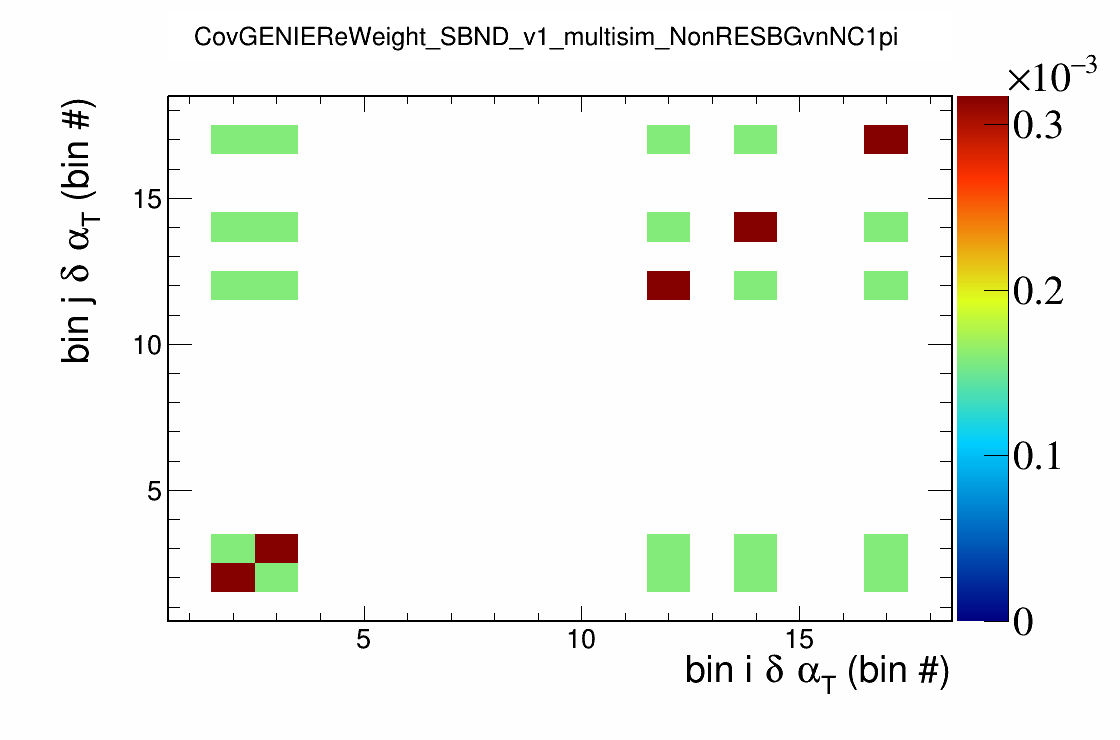 CovGENIEReWeight_SBND_v1_multisim_NonRESBGvnNC1pi
×10⁻³
0.3
0.2
0.1
0
bin j δ α_T (bin #)
15
10
5
5 10 15
bin i δ α_T (bin #)